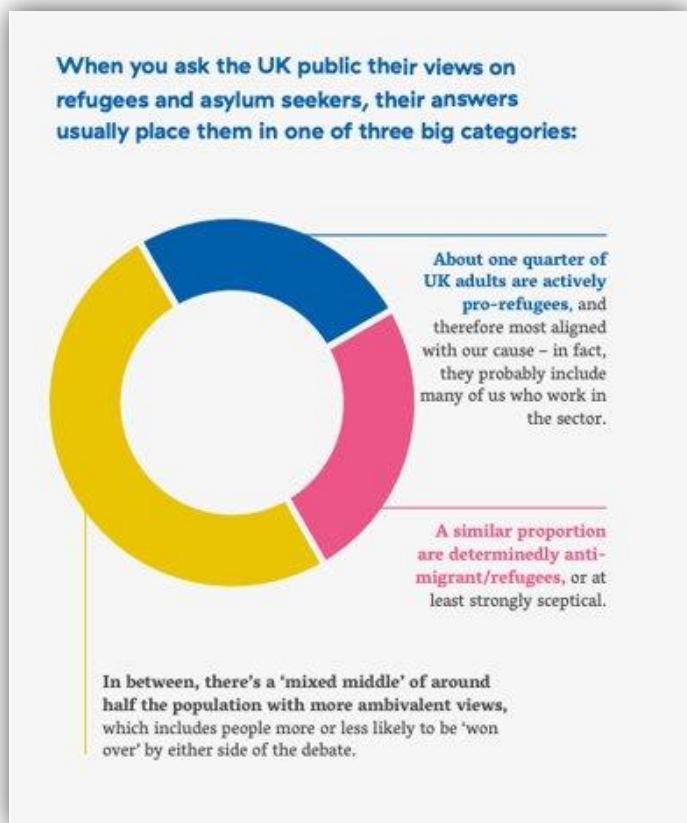 When you ask the UK public their views on
refugees and asylum seekers, their answers
usually place them in one of three big categories:
About one quarter of
UK adults are actively
pro-refugees, and
therefore most aligned
with our cause – in fact,
they probably include
many of us who work in
the sector.
A similar proportion
are determinedly anti-
migrant/refugees, or at
least strongly sceptical.
In between, there's a 'mixed middle' of around
half the population with more ambivalent views,
which includes people more or less likely to be 'won
over' by either side of the debate.